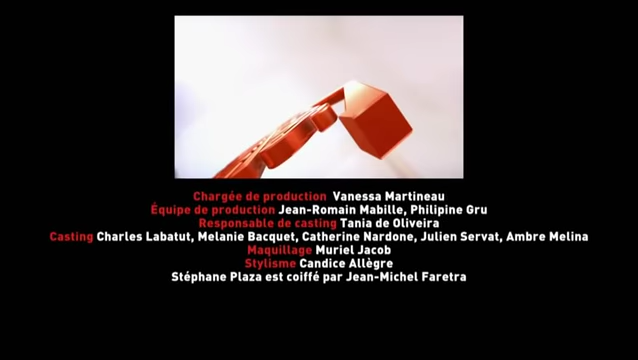 Chargée de production Vanessa Martineau
Équipe de production Jean-Romain Mabille, Philipine Gru
Responsable de casting Tania de Oliveira
Casting Charles Labatut, Melanie Bacquet, Catherine Nardone, Julien Servat, Ambre Melina
Maquillage Muriel Jacob
Stylisme Candice Allègre
Stéphane Plaza est coiffé par Jean-Michel Faretra